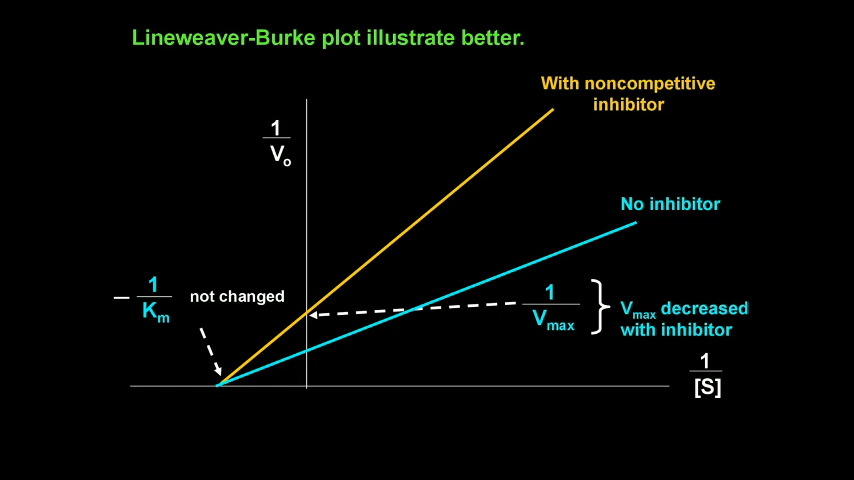 Lineweaver-Burke plot illustrate better.
With noncompetitive
inhibitor
1
Vo
No inhibitor
– 1
Km
not changed
1
Vmax
Vmax decreased
with inhibitor
1
[S]